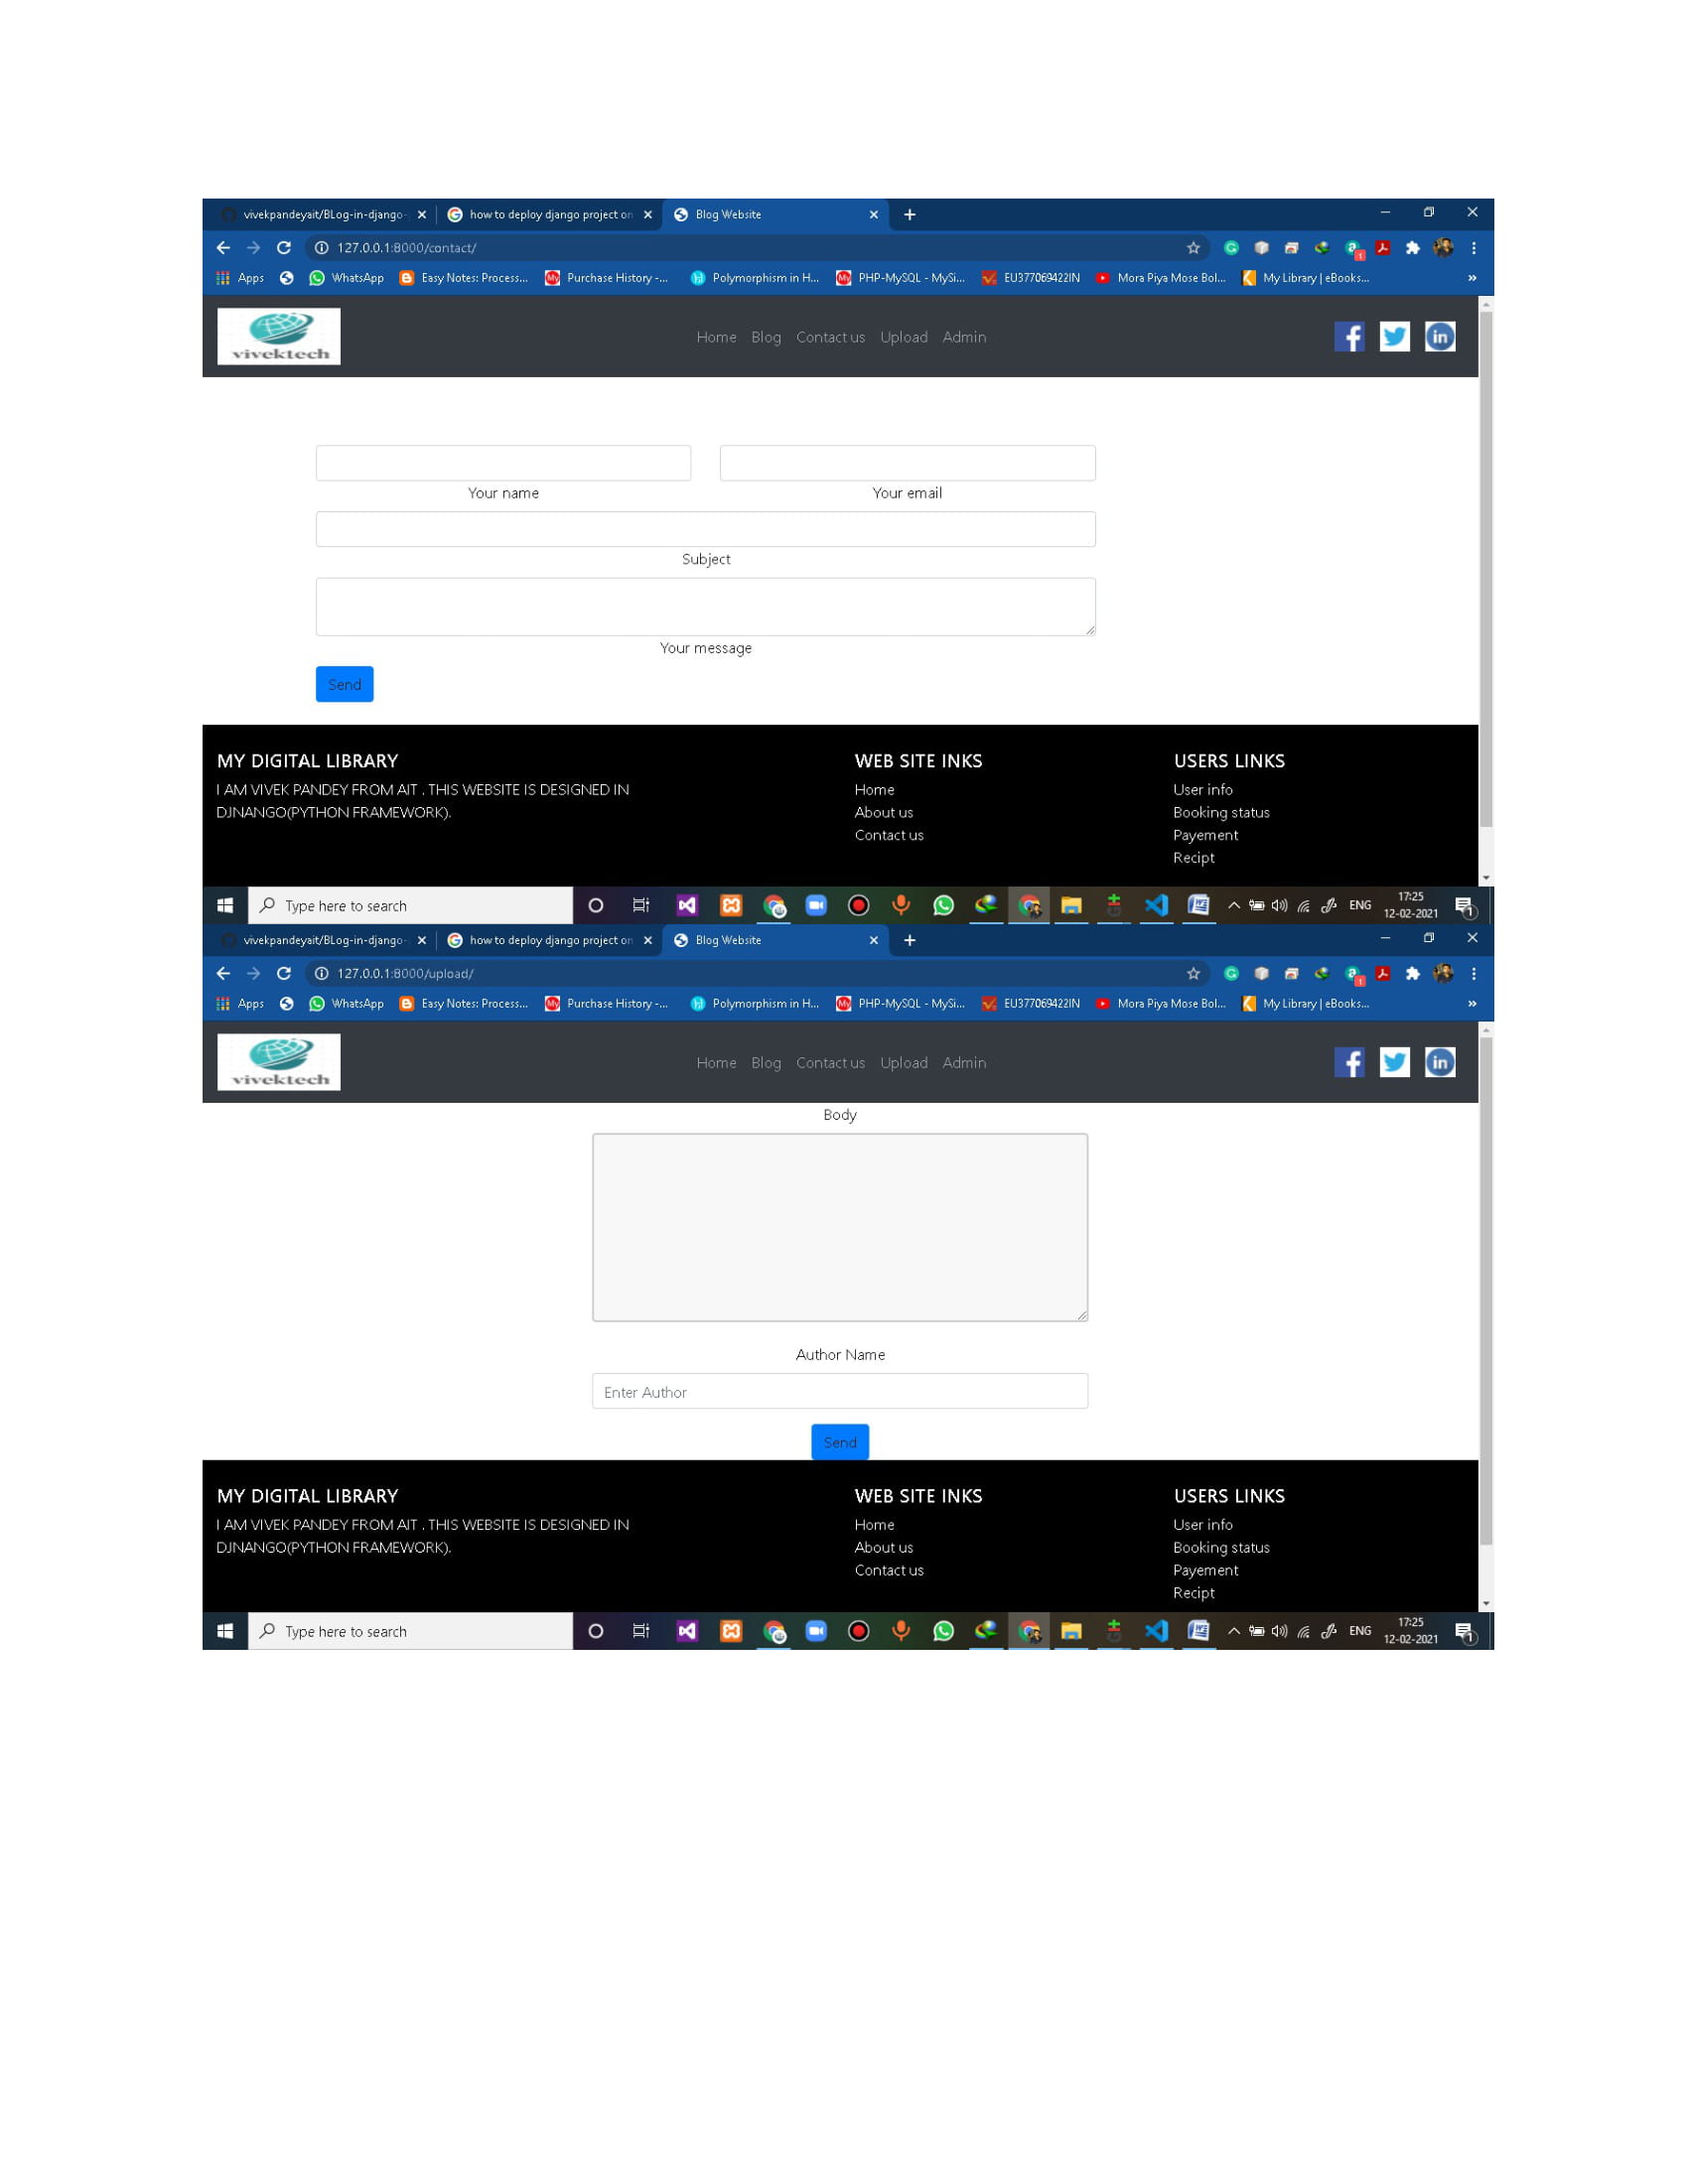 vivekpandeyait/BLog-in-django- how to deploy django project on Blog Website
127.0.0.1:8000/contact/
Apps WhatsApp Easy Notes: Process... Purchase History -... Polymorphism in H... PHP-MySQL - MySi... EU377069422IN Mora Piya Mose Bol... My Library | eBooks... »
vivektech Home Blog Contact us Upload Admin
Your name Your email
Subject
Your message
Send
MY DIGITAL LIBRARY WEB SITE INKS USERS LINKS
I AM VIVEK PANDEY FROM AIT . THIS WEBSITE IS DESIGNED IN Home User info
DJNANGO(PYTHON FRAMEWORK). About us Booking status
Contact us Payement
Recipt
Type here to search ENG 17:25
12-02-2021
vivekpandeyait/BLog-in-django- how to deploy django project on Blog Website
127.0.0.1:8000/upload/
Apps WhatsApp Easy Notes: Process... Purchase History -... Polymorphism in H... PHP-MySQL - MySi... EU377069422IN Mora Piya Mose Bol... My Library | eBooks... »
vivektech Home Blog Contact us Upload Admin
Body
Author Name
Enter Author
Send
MY DIGITAL LIBRARY WEB SITE INKS USERS LINKS
I AM VIVEK PANDEY FROM AIT . THIS WEBSITE IS DESIGNED IN Home User info
DJNANGO(PYTHON FRAMEWORK). About us Booking status
Contact us Payement
Recipt
Type here to search ENG 17:25
12-02-2021